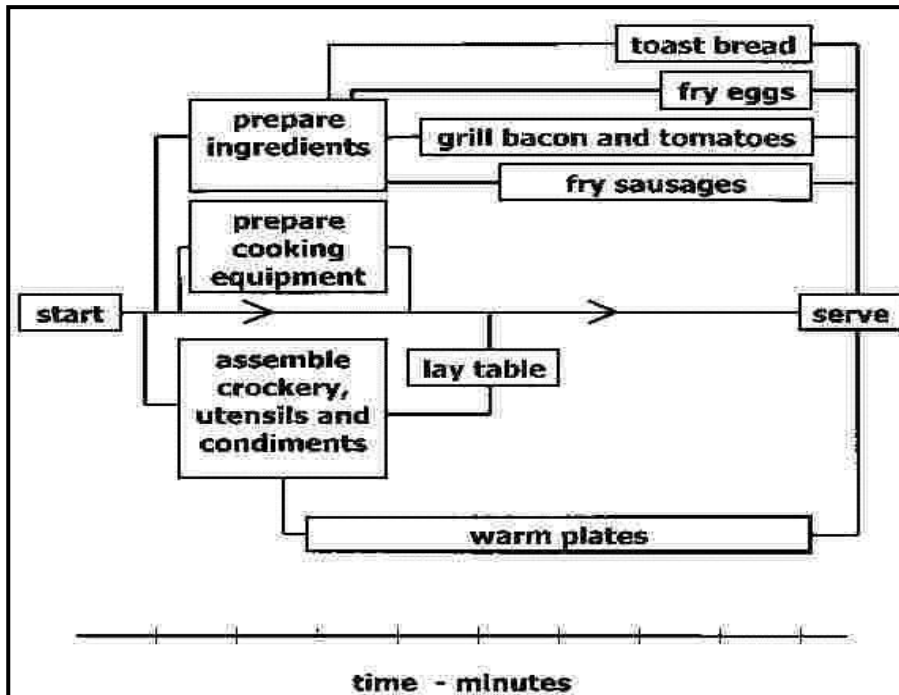 toast bread
fry eggs
prepare
ingredients
grill bacon and tomatoes
fry sausages
prepare
cooking
equipment
start
serve
assemble
crockery,
utensils and
condiments
lay table
warm plates
time - minutes